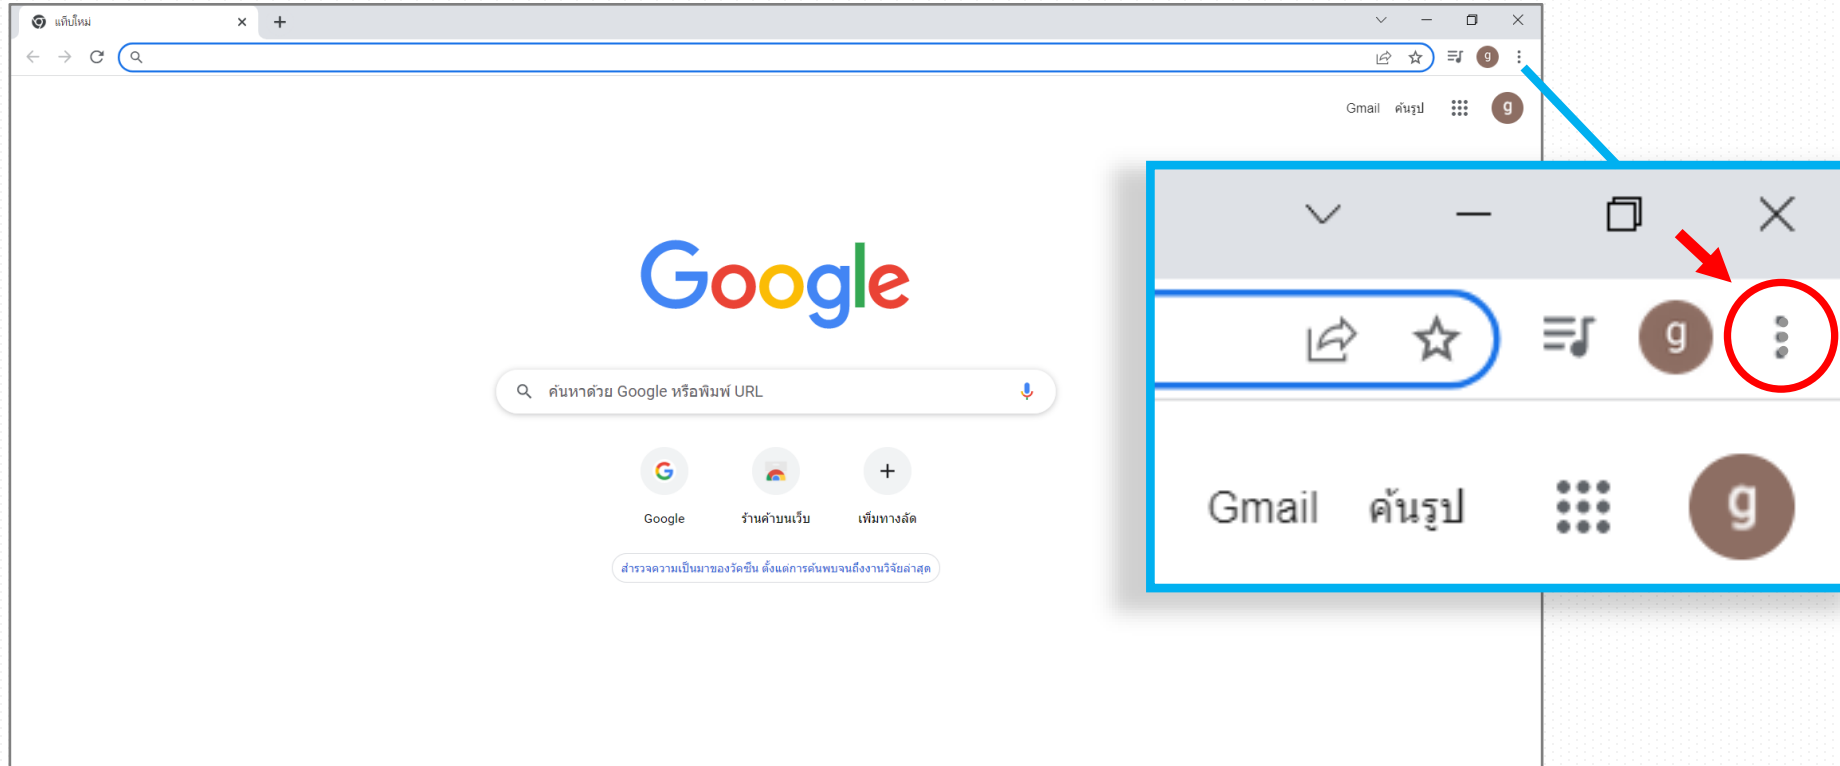 แท็บใหม่
g
Gmail ค้นรูป g
Google
ค้นหาด้วย Google หรือพิมพ์ URL
Google ร้านค้าบนเว็บ เพิ่มทางลัด
สำรวจความเป็นมาของวัคซีน ตั้งแต่การค้นพบจนถึงงานวิจัยล่าสุด
g
Gmail ค้นรูป g